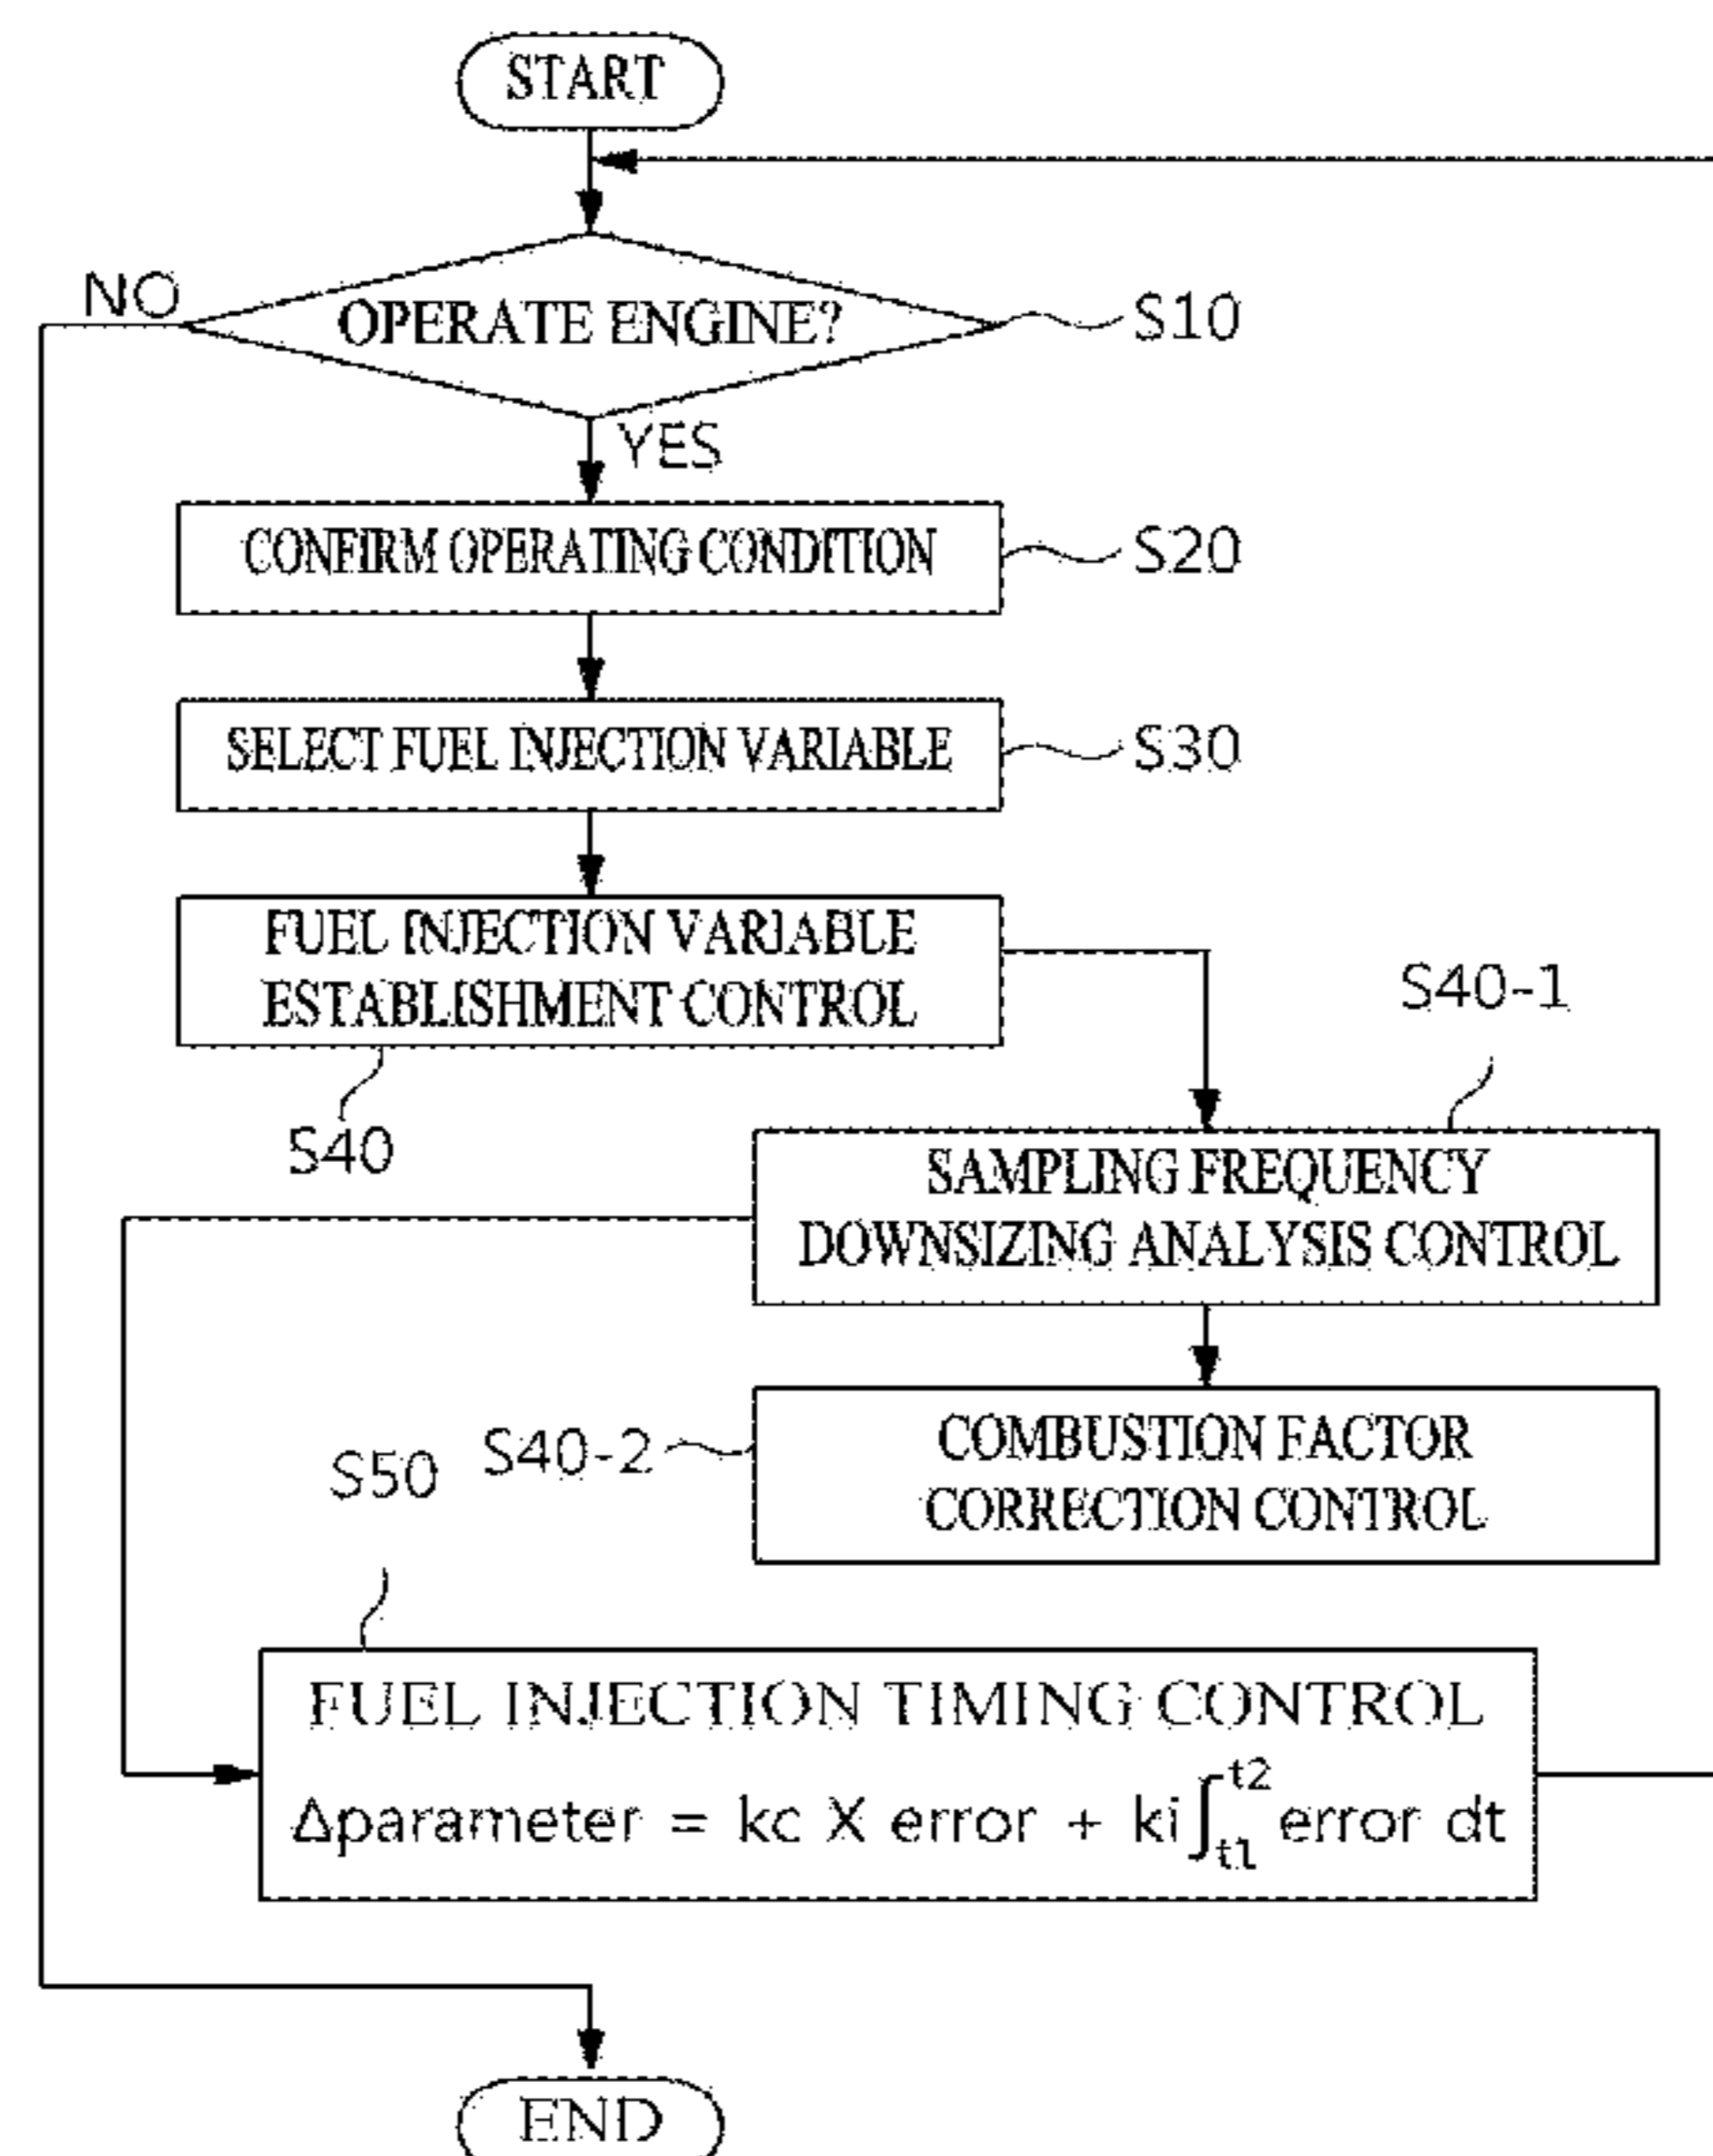 START
NO
OPERATE ENGINE?
S10
YES
CONFIRM OPERATING CONDITION
S20
SELECT FUEL INJECTION VARIABLE
S30
FUEL INJECTION VARIABLE
ESTABLISHMENT CONTROL
S40
S40-1
SAMPLING FREQUENCY
DOWNSIZING ANALYSIS CONTROL
S40-2
COMBUSTION FACTOR
CORRECTION CONTROL
S50
FUEL INJECTION TIMING CONTROL
Δparameter = kc X error + ki∫t1t2 error dt
END